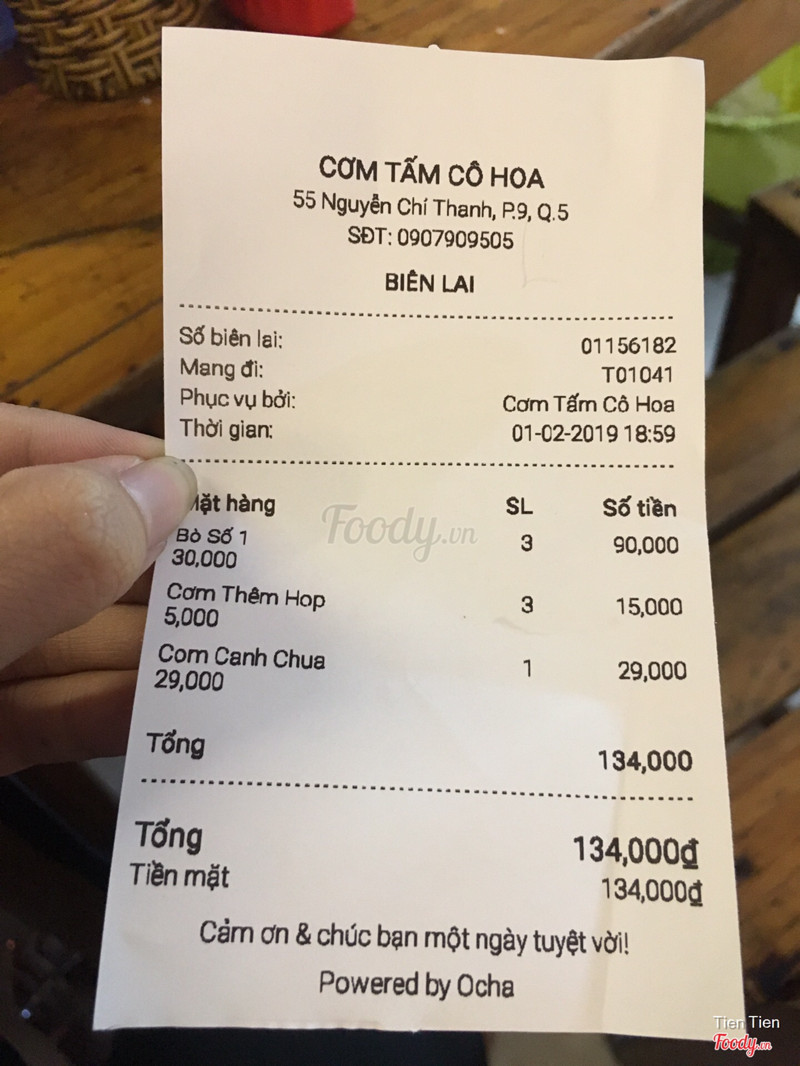 CƠM TẤM CÔ HOA
55 Nguyễn Chí Thanh, P.9, Q.5
SĐT: 0907909505
BIÊN LAI
Số biên lai: 01156182
Mang đi: T01041
Phục vụ bởi: Cơm Tấm Cô Hoa
Thời gian: 01-02-2019 18:59
Mặt hàng SL Số tiền
Bò Số 1 3 90,000
30,000
Cơm Thêm Hop 3 15,000
5,000
Com Canh Chua 1 29,000
29,000
Tổng 134,000
Tổng 134,000₫
Tiền mặt 134,000₫
Cảm ơn & chúc bạn một ngày tuyệt vời!
Powered by Ocha
Foody.vn
Tien Tien
Foody.vn